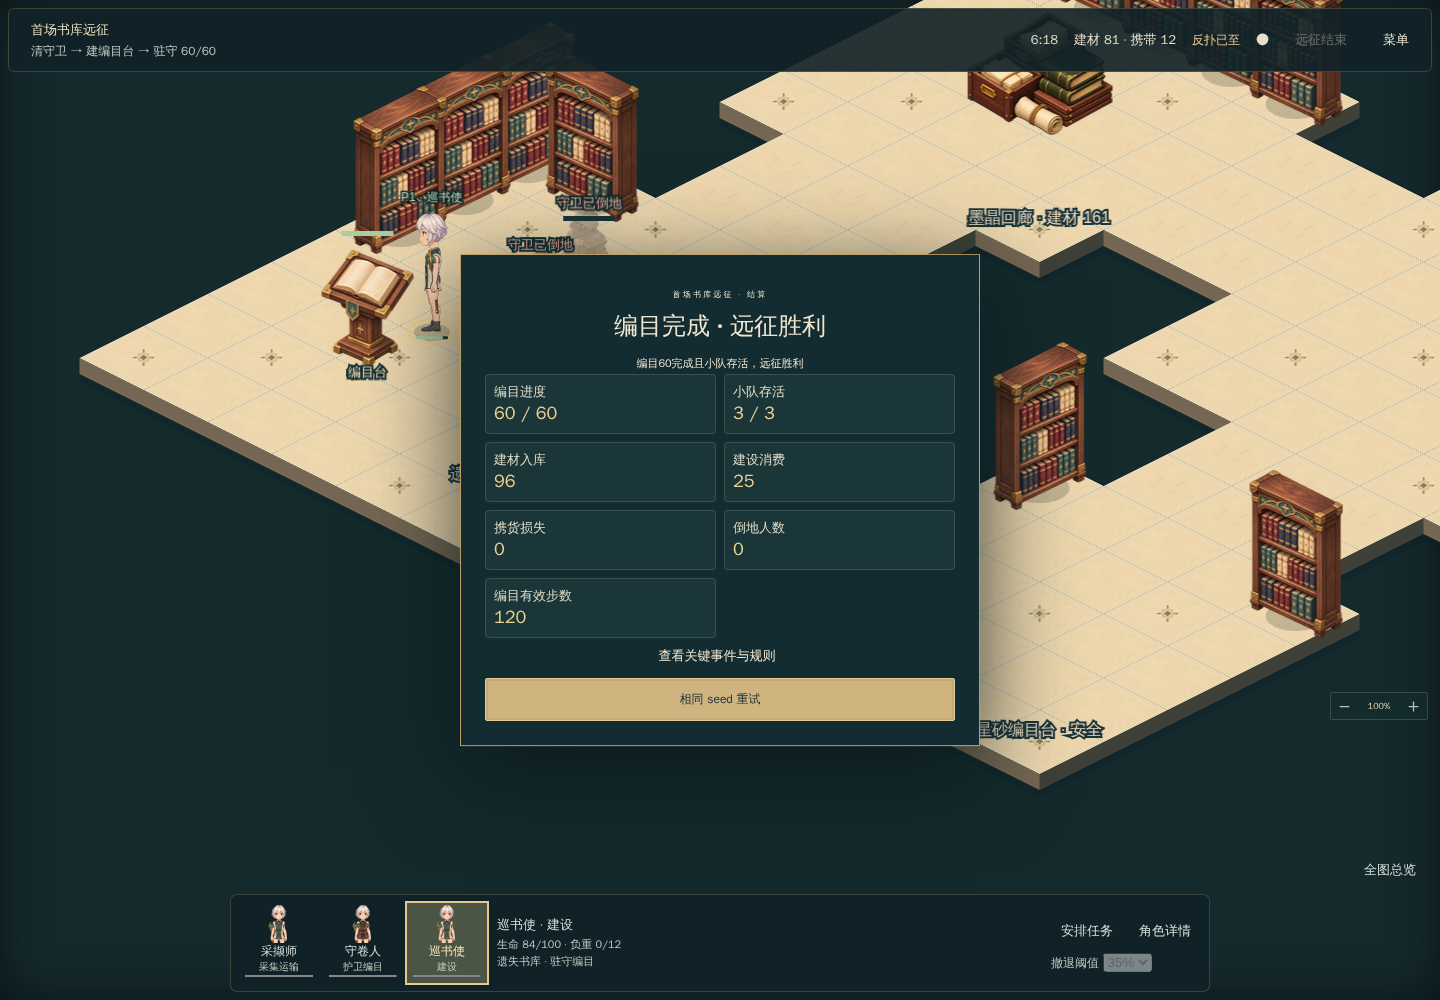 首场书库远征
清守卫 → 建编目台 → 驻守 60/60
6:18 建材 81 · 携带 12 反扑已至 远征结束 菜单
P1 · 巡书使
守卫已倒地
守卫已倒地
墨晶回廊 · 建材 161
编目台
首场书库远征 · 结算
编目完成 · 远征胜利
编目60完成且小队存活，远征胜利
编目进度
60 / 60
小队存活
3 / 3
建材入库
96
建设消费
25
携货损失
0
倒地人数
0
编目有效步数
120
查看关键事件与规则
相同 seed 重试
星砂编目台 · 安全
− 100% +
全图总览
采撷师
采集运输
守卷人
护卫编目
巡书使
建设
巡书使 · 建设
生命 84/100 · 负重 0/12
遗失书库 · 驻守编目
安排任务 角色详情
撤退阈值 35%